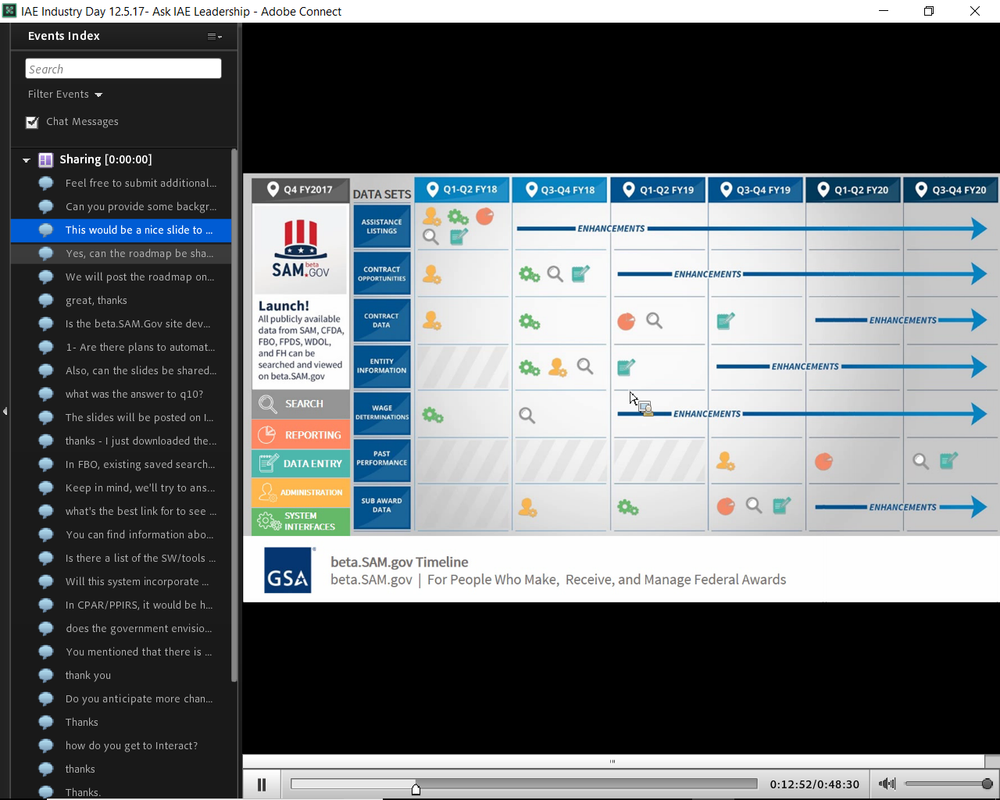 IAE Industry Day 12.5.17- Ask IAE Leadership - Adobe Connect
Events Index
Search
Filter Events
Chat Messages
Sharing [0:00:00]
Feel free to submit additional...
Can you provide some backgr...
This would be a nice slide to ...
Yes, can the roadmap be sha...
We will post the roadmap on...
great, thanks
Is the beta.SAM.Gov site dev...
1- Are there plans to automat...
Also, can the slides be shared...
what was the answer to q10?
The slides will be posted on I...
thanks - I just downloaded the...
In FBO, existing saved search...
Keep in mind, we'll try to ans...
what's the best link for to see ...
You can find information abo...
Is there a list of the SW/tools ...
Will this system incorporate ...
In CPAR/PPIRS, it would be h...
does the government envisio...
You mentioned that there is ...
thank you
Do you anticipate more chan...
Thanks
how do you get to Interact?
thanks
Thanks.
Q4 FY2017
DATA SETS
Q1-Q2 FY18
Q3-Q4 FY18
Q1-Q2 FY19
Q3-Q4 FY19
Q1-Q2 FY20
Q3-Q4 FY20
beta
SAM.GOV
Launch!
All publicly available
data from SAM, CFDA,
FBO, FPDS, WDOL,
and FH can be
searched and viewed
on beta.SAM.gov
SEARCH
REPORTING
DATA ENTRY
ADMINISTRATION
SYSTEM
INTERFACES
ASSISTANCE
LISTINGS
ENHANCEMENTS
CONTRACT
OPPORTUNITIES
ENHANCEMENTS
CONTRACT
DATA
ENHANCEMENTS
ENTITY
INFORMATION
ENHANCEMENTS
WAGE
DETERMINATIONS
ENHANCEMENTS
PAST
PERFORMANCE
SUB AWARD
DATA
ENHANCEMENTS
GSA
beta.SAM.gov Timeline
beta.SAM.gov | For People Who Make, Receive, and Manage Federal Awards
0:12:52/0:48:30